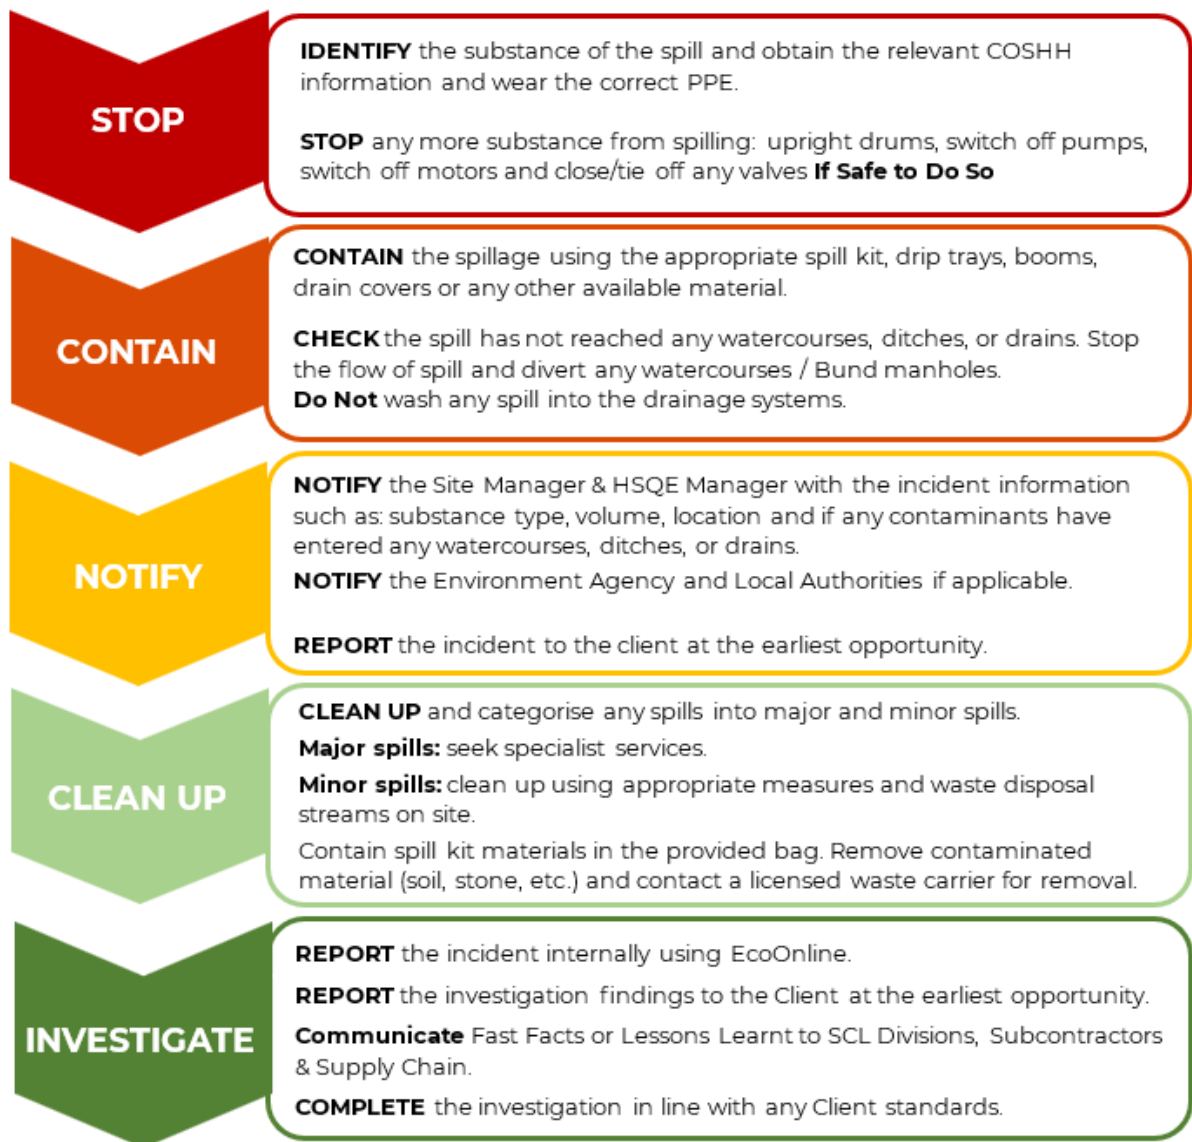 STOP
IDENTIFY the substance of the spill and obtain the relevant COSHH
information and wear the correct PPE.
STOP any more substance from spilling: upright drums, switch off pumps,
switch off motors and close/tie off any valves If Safe to Do So
CONTAIN
CONTAIN the spillage using the appropriate spill kit, drip trays, booms,
drain covers or any other available material.
CHECK the spill has not reached any watercourses, ditches, or drains. Stop
the flow of spill and divert any watercourses / Bund manholes.
Do Not wash any spill into the drainage systems.
NOTIFY
NOTIFY the Site Manager & HSQE Manager with the incident information
such as: substance type, volume, location and if any contaminants have
entered any watercourses, ditches, or drains.
NOTIFY the Environment Agency and Local Authorities if applicable.
REPORT the incident to the client at the earliest opportunity.
CLEAN UP
CLEAN UP and categorise any spills into major and minor spills.
Major spills: seek specialist services.
Minor spills: clean up using appropriate measures and waste disposal
streams on site.
Contain spill kit materials in the provided bag. Remove contaminated
material (soil, stone, etc.) and contact a licensed waste carrier for removal.
INVESTIGATE
REPORT the incident internally using EcoOnline.
REPORT the investigation findings to the Client at the earliest opportunity.
Communicate Fast Facts or Lessons Learnt to SCL Divisions, Subcontractors
& Supply Chain.
COMPLETE the investigation in line with any Client standards.